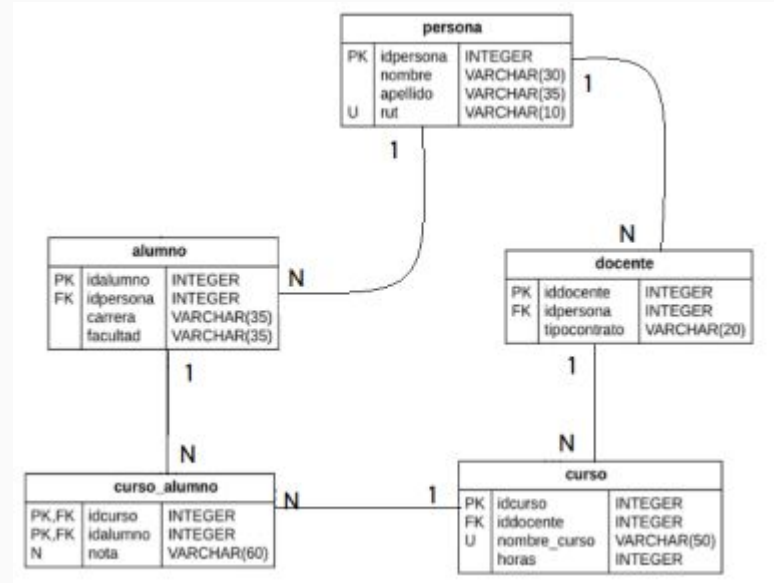 persona
PK idpersona INTEGER
nombre VARCHAR(30)
apellido VARCHAR(35)
U rut VARCHAR(10)
1
1
N
N
alumno
PK idalumno INTEGER
FK idpersona INTEGER
carrera VARCHAR(35)
facultad VARCHAR(35)
docente
PK iddocente INTEGER
FK idpersona INTEGER
tipocontrato VARCHAR(20)
1
1
N
N
curso_alumno
PK,FK idcurso INTEGER
PK,FK idalumno INTEGER
N nota VARCHAR(60)
N
1
curso
PK idcurso INTEGER
FK iddocente INTEGER
U nombre_curso VARCHAR(50)
horas INTEGER